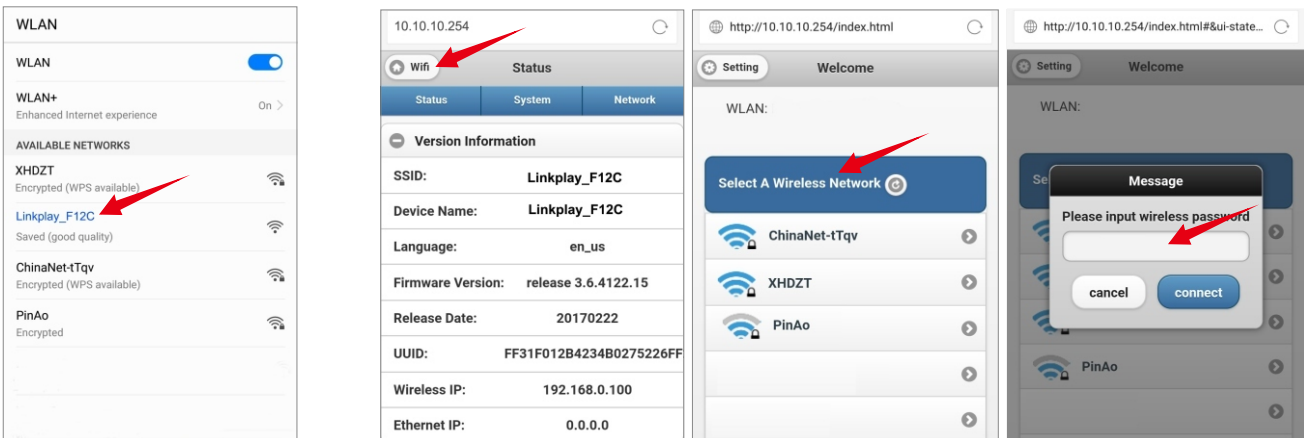 WLAN
WLAN
WLAN+
Enhanced Internet experience
On
AVAILABLE NETWORKS
XHDZT
Encrypted (WPS available)
Linkplay_F12C
Saved (good quality)
ChinaNet-tTqv
Encrypted (WPS available)
PinAo
Encrypted
10.10.10.254
Wifi
Status
Status System Network
Version Information
SSID: Linkplay_F12C
Device Name: Linkplay_F12C
Language: en_us
Firmware Version: release 3.6.4122.15
Release Date: 20170222
UUID: FF31F012B4234B0275226FF
Wireless IP: 192.168.0.100
Ethernet IP: 0.0.0.0
http://10.10.10.254/index.html
Setting Welcome
WLAN:
Select A Wireless Network
ChinaNet-tTqv
XHDZT
PinAo
http://10.10.10.254/index.html#&ui-state...
Setting Welcome
WLAN:
Se
Message
Please input wireless password
cancel connect
PinAo